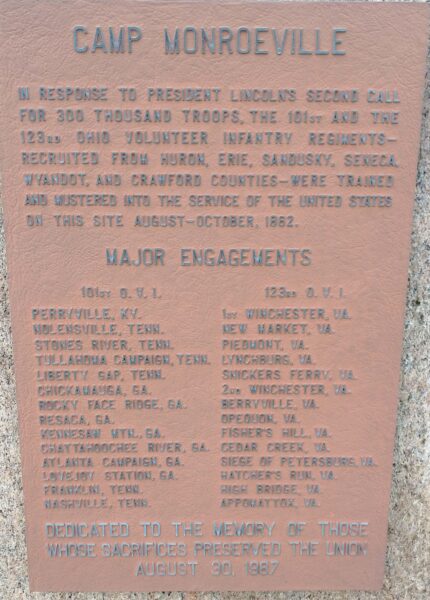 CAMP MONROEVILLE
IN RESPONSE TO PRESIDENT LINCOLN'S SECOND CALL
FOR 300 THOUSAND TROOPS, THE 101ST AND THE
123RD OHIO VOLUNTEER INFANTRY REGIMENTS—
RECRUITED FROM HURON, ERIE, SANDUSKY, SENECA,
WYANDOT, AND CRAWFORD COUNTIES—WERE TRAINED
AND MUSTERED INTO THE SERVICE OF THE UNITED STATES
ON THIS SITE AUGUST—OCTOBER, 1862.
MAJOR ENGAGEMENTS
101ST O. V. I.
PERRYVILLE, KY.
NOLENSVILLE, TENN.
STONES RIVER, TENN.
TULLAHOMA CAMPAIGN, TENN.
LIBERTY GAP, TENN.
CHICKAMAUGA, GA.
ROCKY FACE RIDGE, GA.
RESACA, GA.
KENNESAW MTN., GA.
CHATTAHOOCHEE RIVER, GA.
ATLANTA CAMPAIGN, GA.
LOVEJOY STATION, GA.
FRANKLIN, TENN.
NASHVILLE, TENN.
123RD O. V. I.
1ST WINCHESTER, VA.
NEW MARKET, VA.
PIEDMONT, VA.
LYNCHBURG, VA.
SNICKERS FERRY, VA.
2ND WINCHESTER, VA.
BERRYVILLE, VA.
OPEQUON, VA.
FISHER'S HILL, VA.
CEDAR CREEK, VA.
SIEGE OF PETERSBURG, VA.
HATCHER'S RUN, VA.
HIGH BRIDGE, VA.
APPOMATTOX, VA.
DEDICATED TO THE MEMORY OF THOSE
WHOSE SACRIFICES PRESERVED THE UNION
AUGUST 30, 1987